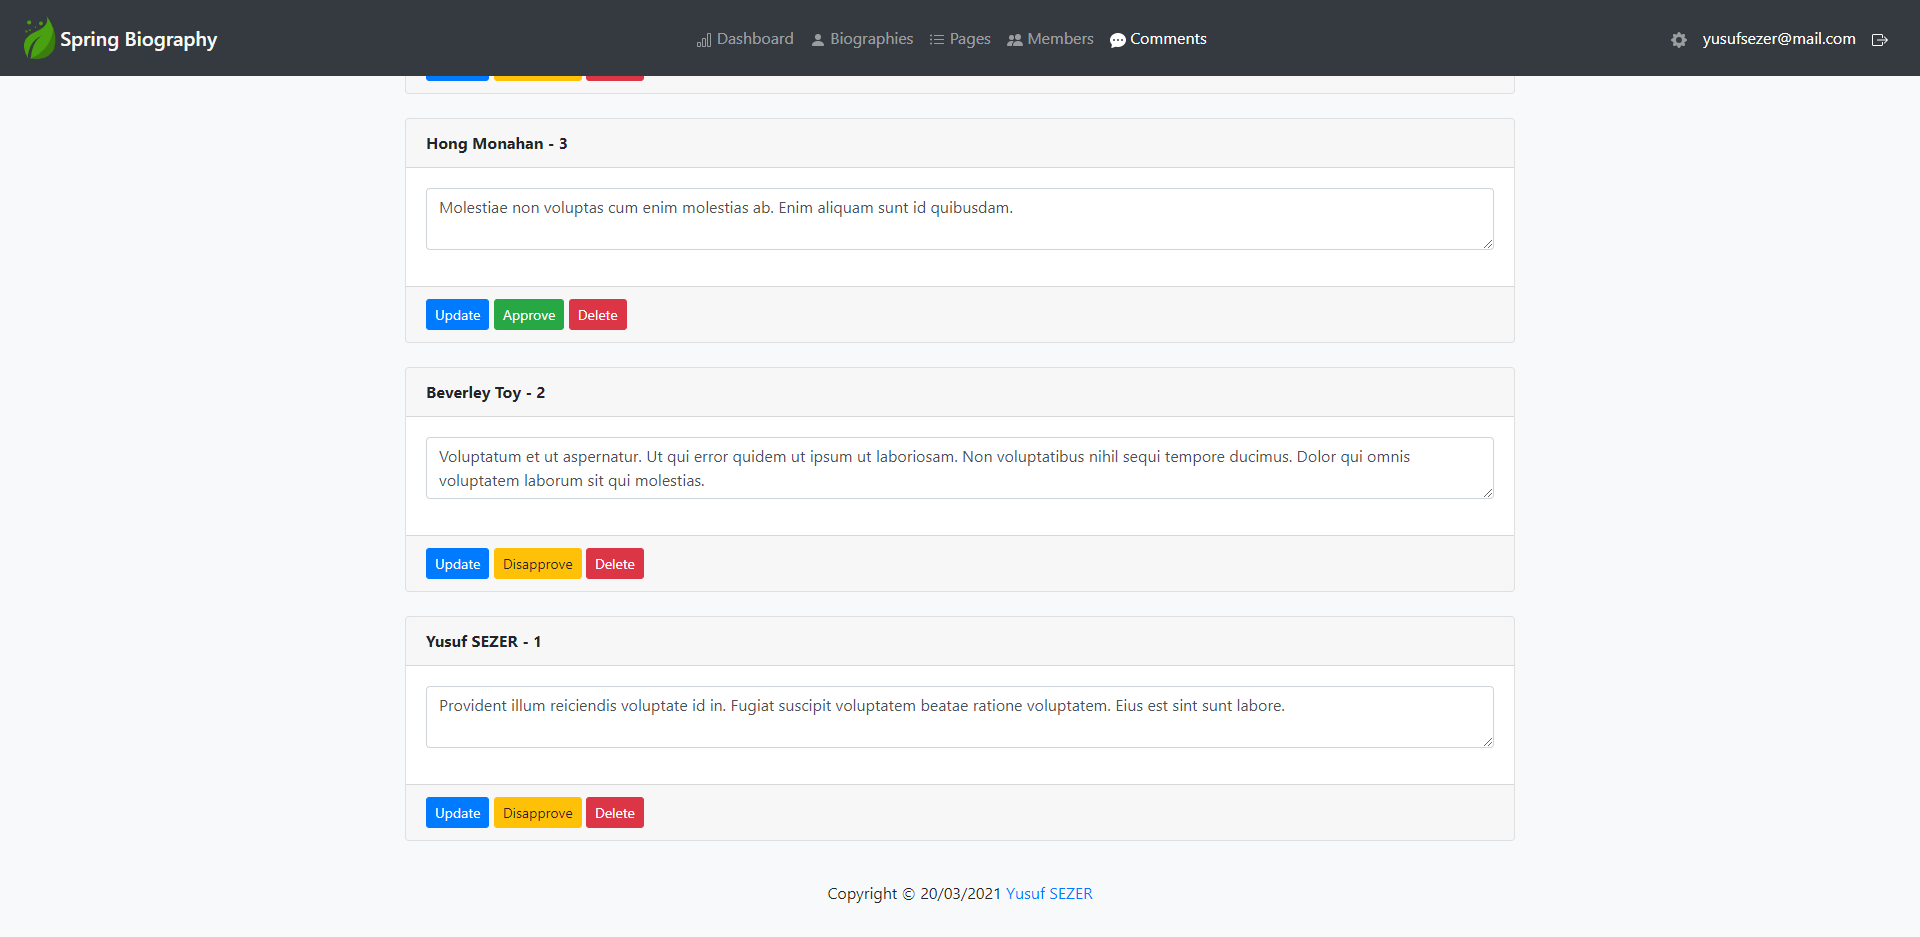 Spring Biography
Dashboard
Biographies
Pages
Members
Comments
yusufsezer@mail.com
Hong Monahan - 3
Molestiae non voluptas cum enim molestias ab. Enim aliquam sunt id quibusdam.
Update
Approve
Delete
Beverley Toy - 2
Voluptatum et ut aspernatur. Ut qui error quidem ut ipsum ut laboriosam. Non voluptatibus nihil sequi tempore ducimus. Dolor qui omnis
voluptatem laborum sit qui molestias.
Update
Disapprove
Delete
Yusuf SEZER - 1
Provident illum reiciendis voluptate id in. Fugiat suscipit voluptatem beatae ratione voluptatem. Eius est sint sunt labore.
Update
Disapprove
Delete
Copyright © 20/03/2021 Yusuf SEZER